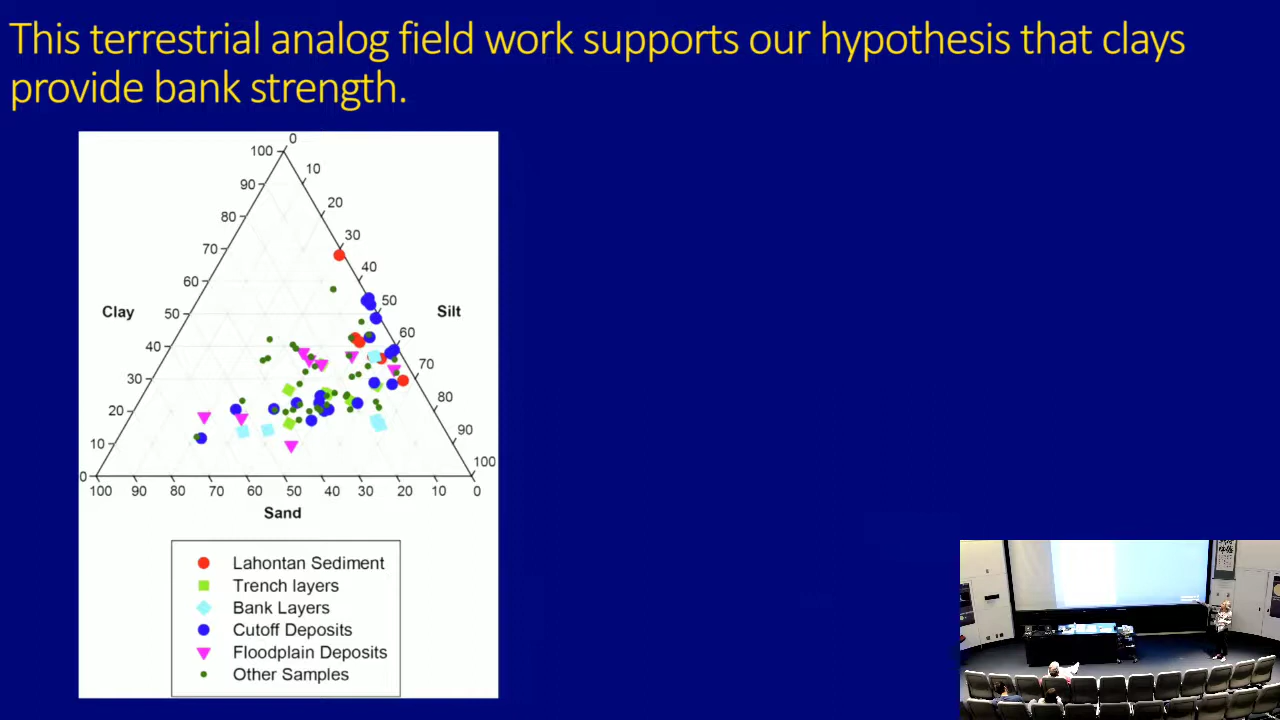 This terrestrial analog field work supports our hypothesis that clays
provide bank strength.
0
100
10
90
20
80
30
70
40
60
50
Clay
50
Silt
60
40
70
30
80
20
90
10
100
0
100 90 80 70 60 50 40 30 20 10 0
Sand
Lahontan Sediment
Trench layers
Bank Layers
Cutoff Deposits
Floodplain Deposits
Other Samples